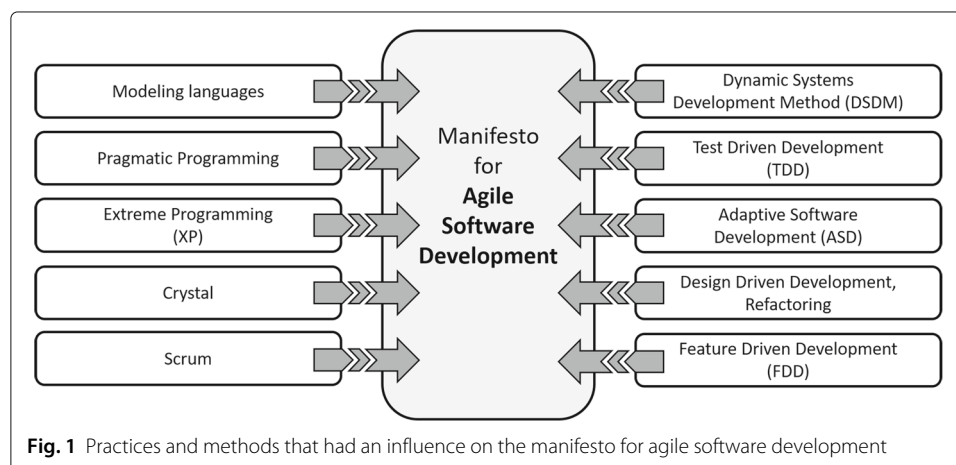 Modeling languages
Pragmatic Programming
Extreme Programming
(XP)
Crystal
Scrum
Manifesto
for
Agile
Software
Development
Dynamic Systems
Development Method (DSDM)
Test Driven Development
(TDD)
Adaptive Software
Development (ASD)
Design Driven Development,
Refactoring
Feature Driven Development
(FDD)
Fig. 1 Practices and methods that had an influence on the manifesto for agile software development